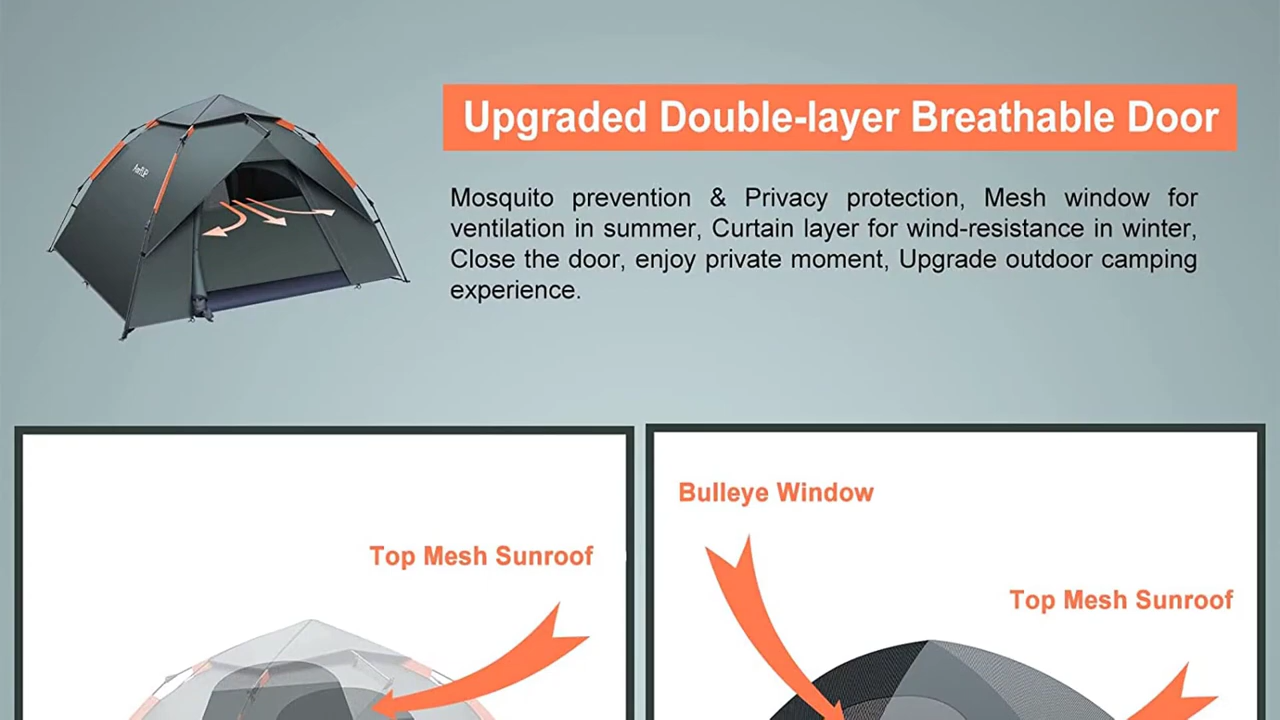 Upgraded Double-layer Breathable Door
Mosquito prevention & Privacy protection, Mesh window for
ventilation in summer, Curtain layer for wind-resistance in winter,
Close the door, enjoy private moment, Upgrade outdoor camping
experience.
Bulleye Window
Top Mesh Sunroof
Top Mesh Sunroof